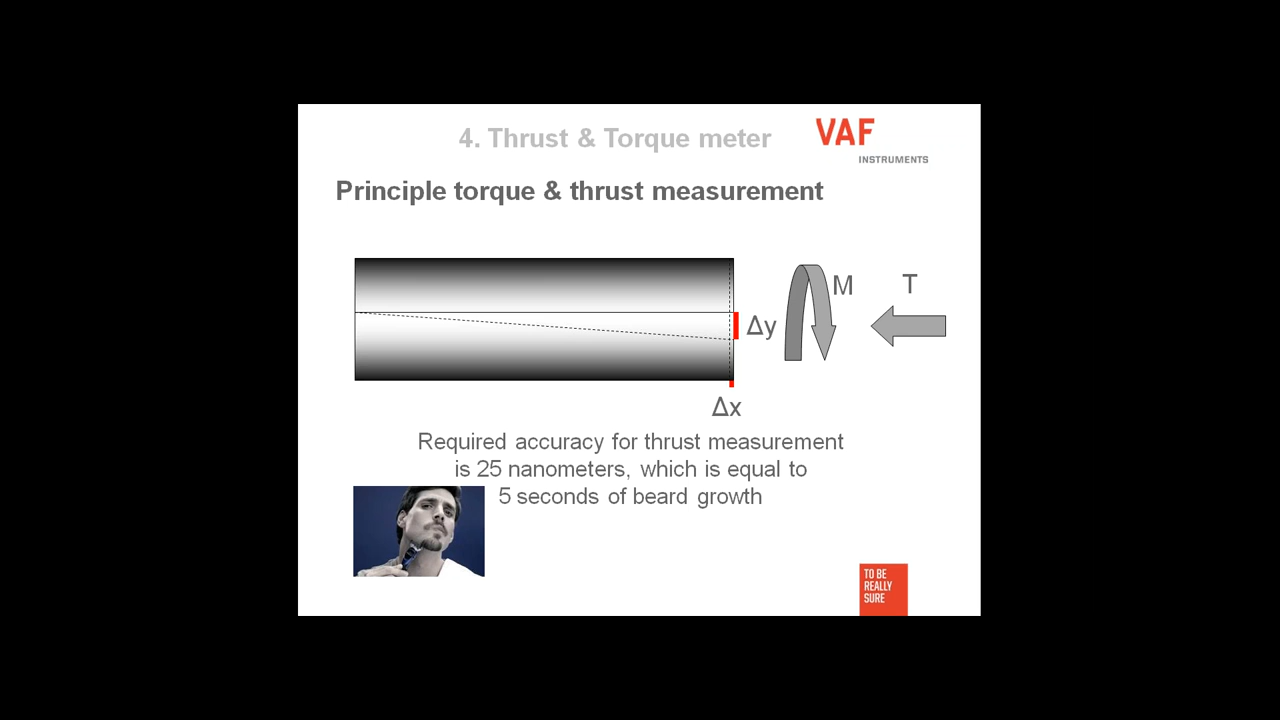 4. Thrust & Torque meter
VAF
INSTRUMENTS
Principle torque & thrust measurement
M
T
Δy
Δx
Required accuracy for thrust measurement
is 25 nanometers, which is equal to
5 seconds of beard growth
TO BE
REALLY
SURE